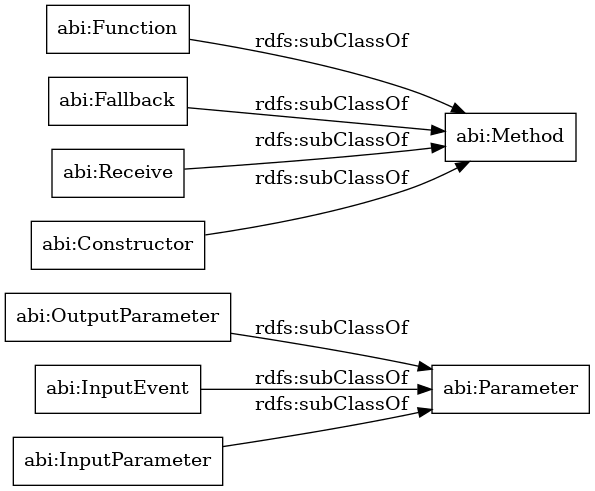 abi:Function
rdfs:subClassOf
abi:Fallback
rdfs:subClassOf
abi:Method
rdfs:subClassOf
abi:Receive
rdfs:subClassOf
abi:Constructor
abi:OutputParameter
rdfs:subClassOf
abi:InputEvent
rdfs:subClassOf
abi:Parameter
rdfs:subClassOf
abi:InputParameter